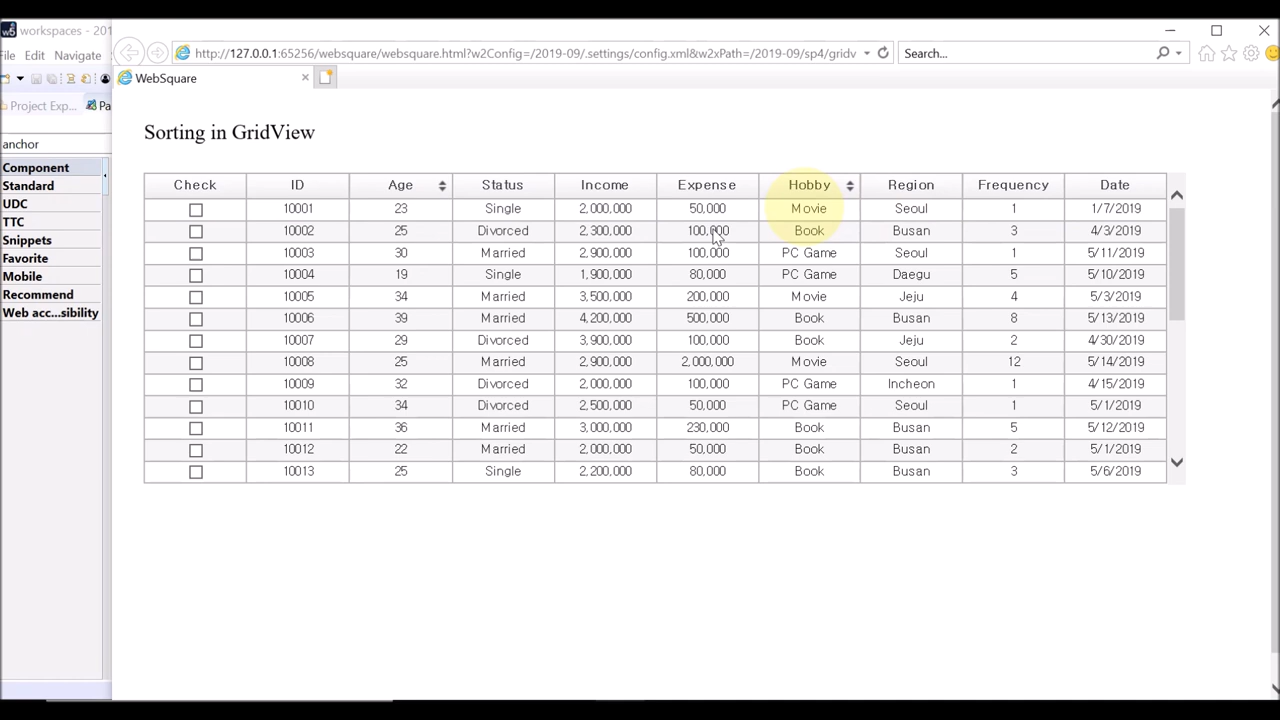 workspaces - 201
File Edit Navigate
http://127.0.0.1:65256/websquare/websquare.html?w2Config=/2019-09/.settings/config.xml&w2xPath=/2019-09/sp4/gridv Search...
WebSquare
Project Exp... Pa
anchor
Component
Standard
UDC
TTC
Snippets
Favorite
Mobile
Recommend
Web acc...sibility
Sorting in GridView
Check ID Age Status Income Expense Hobby Region Frequency Date
10001 23 Single 2,000,000 50,000 Movie Seoul 1 1/7/2019
10002 25 Divorced 2,300,000 100,000 Book Busan 3 4/3/2019
10003 30 Married 2,900,000 100,000 PC Game Seoul 1 5/11/2019
10004 19 Single 1,900,000 80,000 PC Game Daegu 5 5/10/2019
10005 34 Married 3,500,000 200,000 Movie Jeju 4 5/3/2019
10006 39 Married 4,200,000 500,000 Book Busan 8 5/13/2019
10007 29 Divorced 3,900,000 100,000 Book Jeju 2 4/30/2019
10008 25 Married 2,900,000 2,000,000 Movie Seoul 12 5/14/2019
10009 32 Divorced 2,000,000 100,000 PC Game Incheon 1 4/15/2019
10010 34 Divorced 2,500,000 50,000 PC Game Seoul 1 5/1/2019
10011 36 Married 3,000,000 230,000 Book Busan 5 5/12/2019
10012 22 Married 2,000,000 50,000 Book Busan 2 5/1/2019
10013 25 Single 2,200,000 80,000 Book Busan 3 5/6/2019